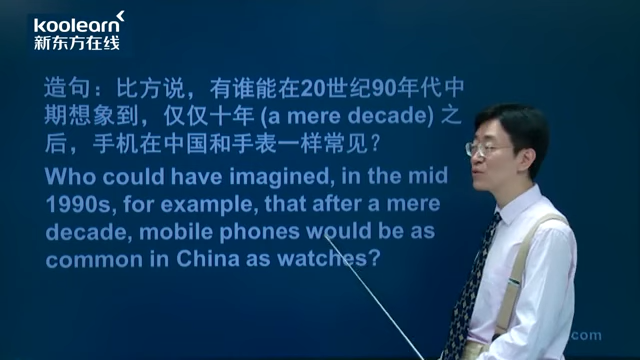 koolearn
新东方在线
造句：比方说，有谁能在20世纪90年代中
期想象到，仅仅十年 (a mere decade) 之
后，手机在中国和手表一样常见？
Who could have imagined, in the mid
1990s, for example, that after a mere
decade, mobile phones would be as
common in China as watches?
.com